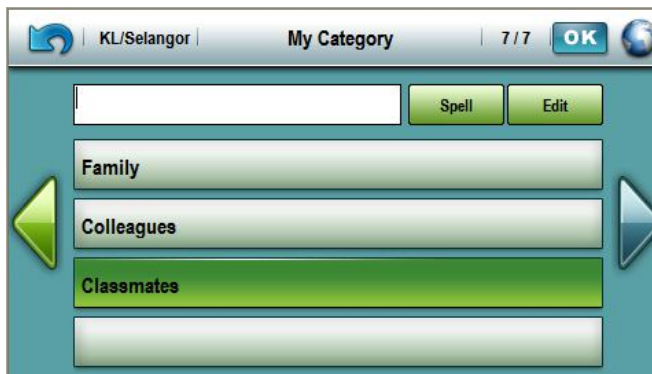 KL/Selangor My Category 7/7 OK
Spell Edit
Family
Colleagues
Classmates